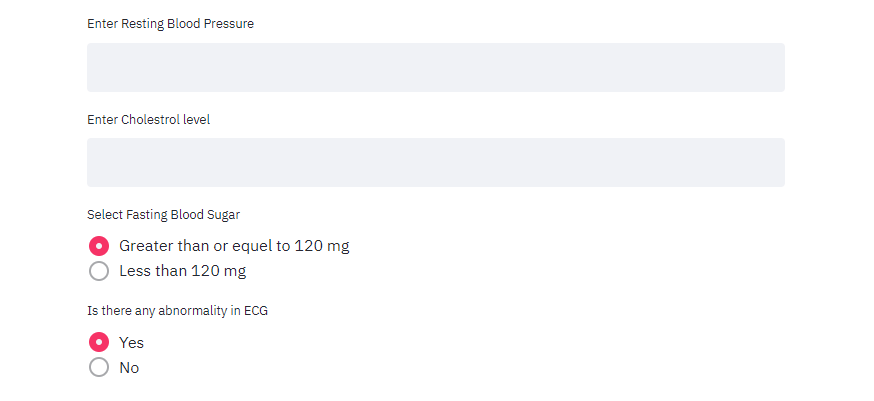 Enter Resting Blood Pressure
Enter Cholestrol level
Select Fasting Blood Sugar
Greater than or equel to 120 mg
Less than 120 mg
Is there any abnormality in ECG
Yes
No